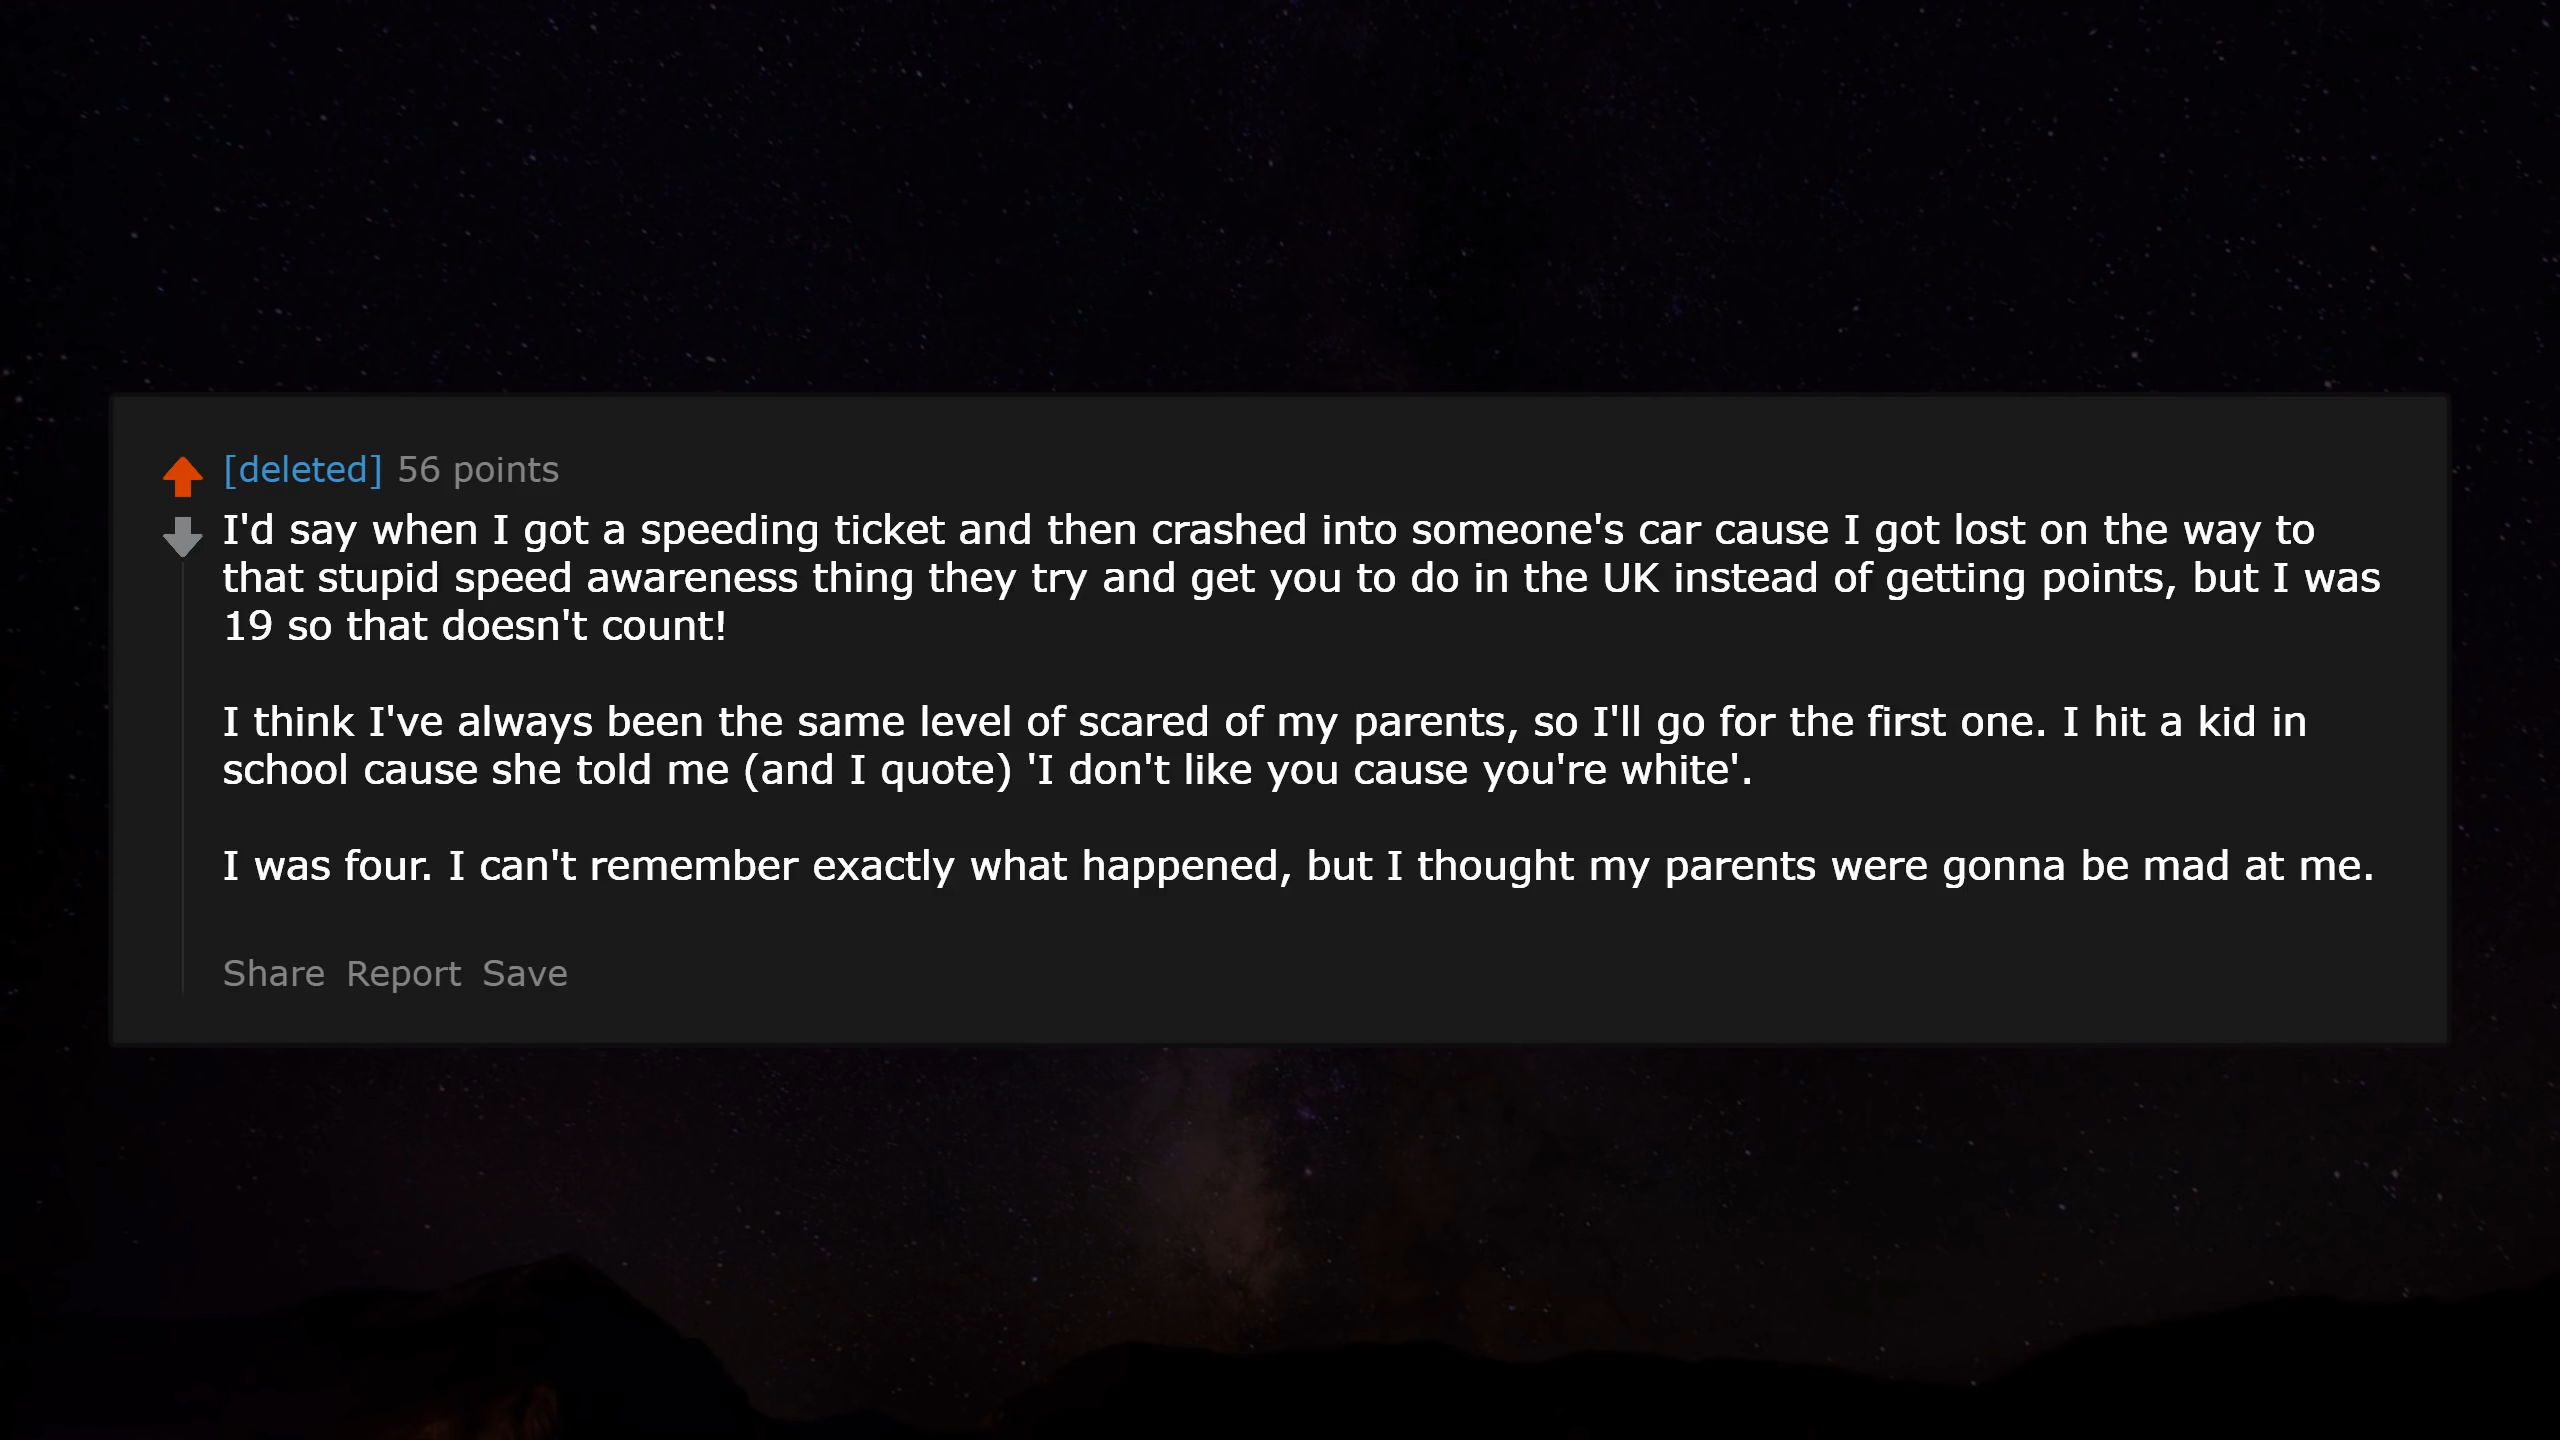 [deleted] 56 points
I'd say when I got a speeding ticket and then crashed into someone's car cause I got lost on the way to
that stupid speed awareness thing they try and get you to do in the UK instead of getting points, but I was
19 so that doesn't count!
I think I've always been the same level of scared of my parents, so I'll go for the first one. I hit a kid in
school cause she told me (and I quote) 'I don't like you cause you're white'.
I was four. I can't remember exactly what happened, but I thought my parents were gonna be mad at me.
Share Report Save